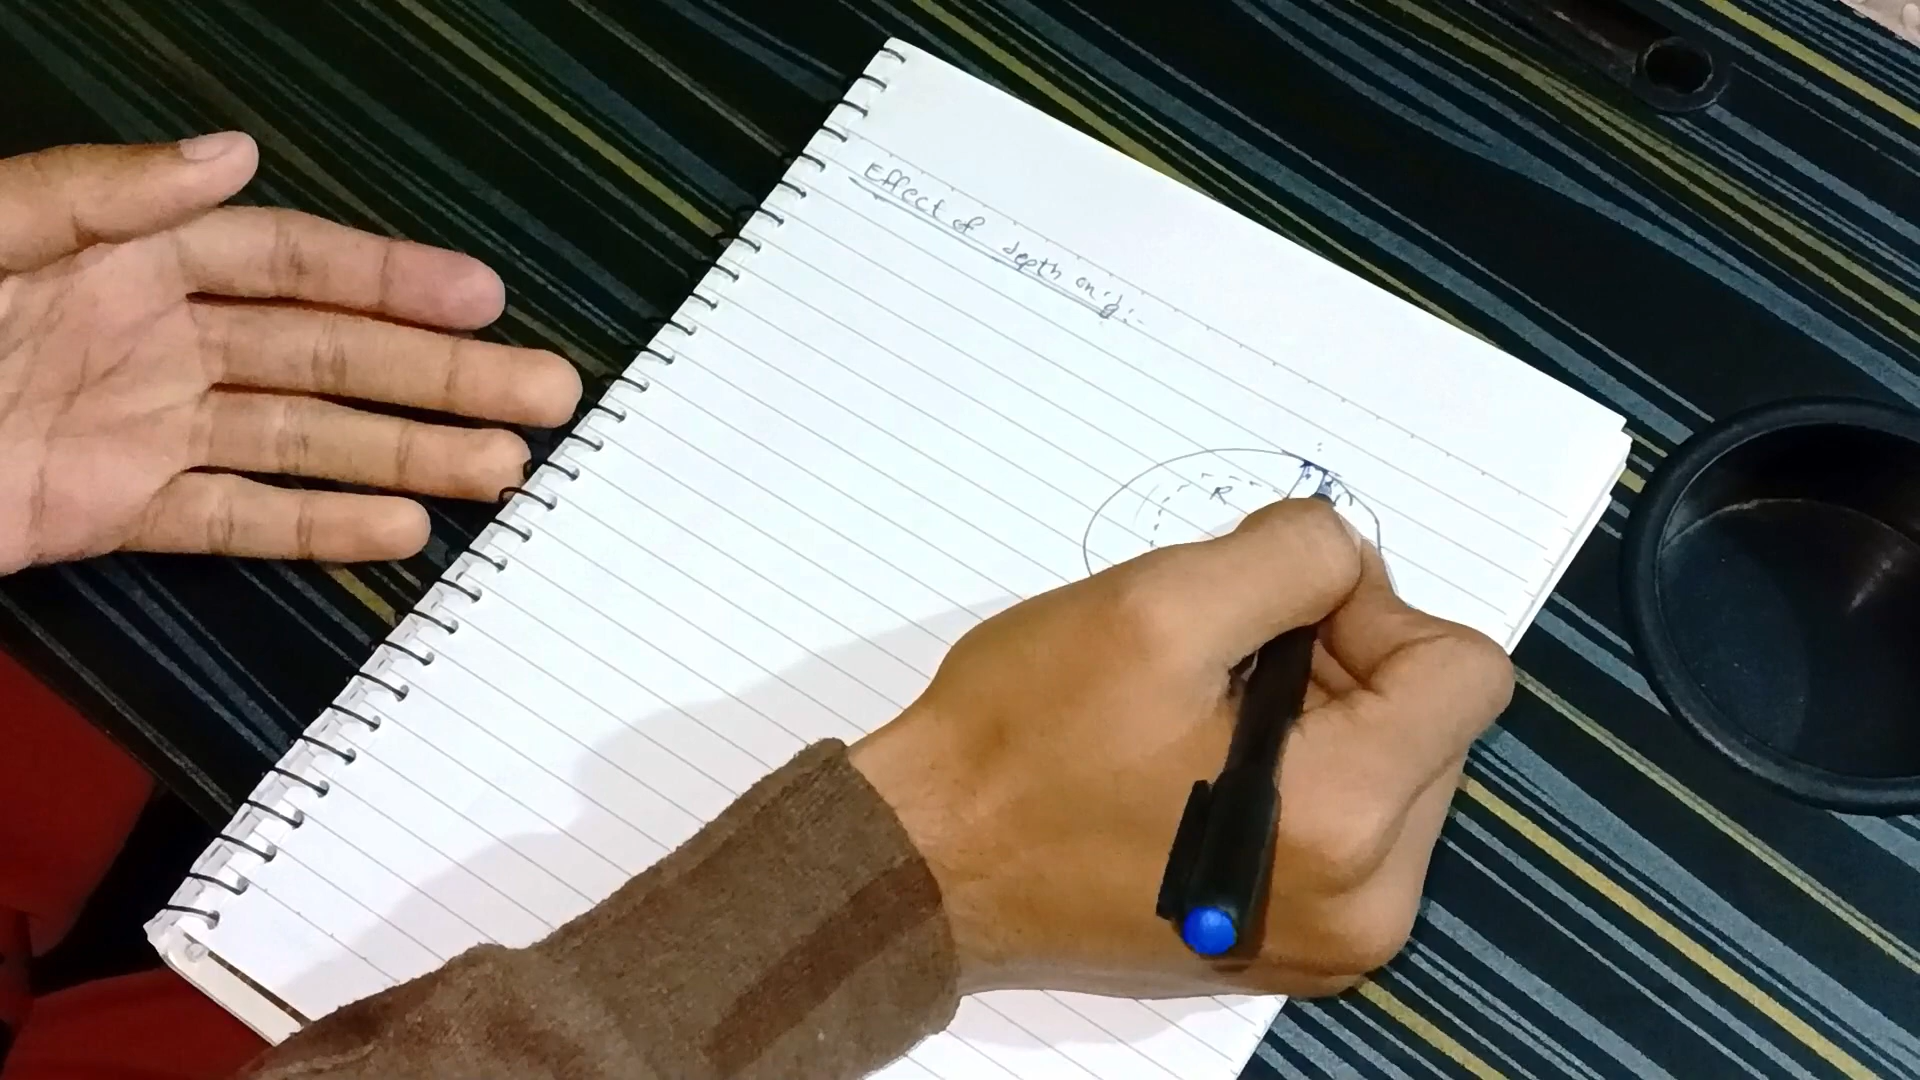 Effect of depth on 'g' :-
R